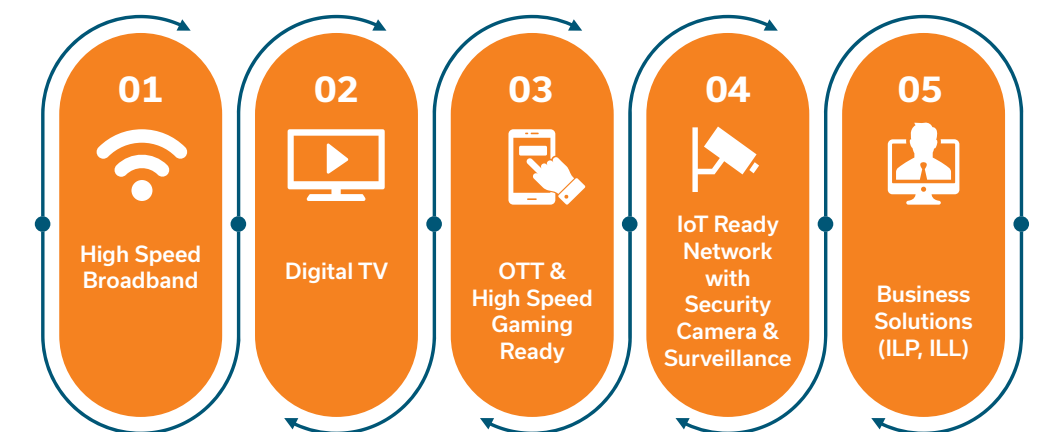 01
High Speed
Broadband
02
Digital TV
03
OTT &
High Speed
Gaming
Ready
04
IoT Ready
Network
with
Security
Camera &
Surveillance
05
Business
Solutions
(ILP, ILL)